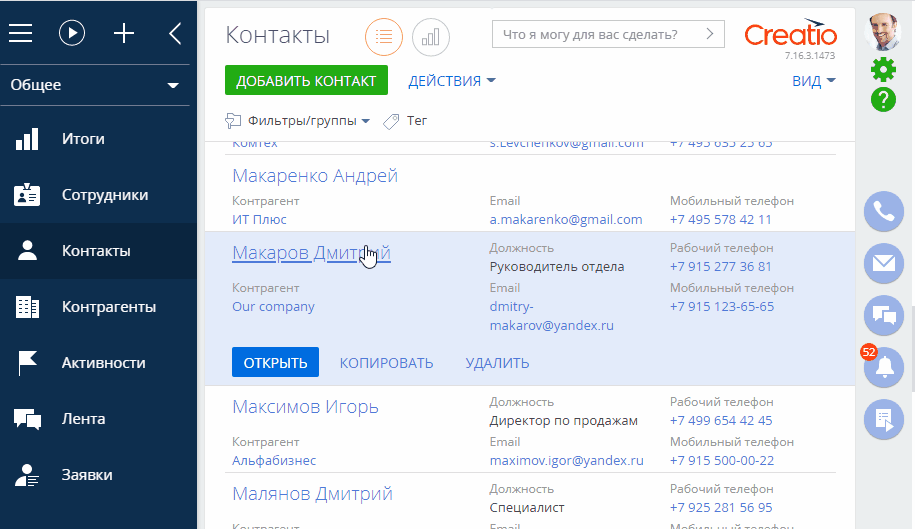 Общее
Итоги
Сотрудники
Контакты
Контрагенты
Активности
Лента
Заявки
Контакты
Что я могу для вас сделать?
Creatio
7.16.3.1473
ДОБАВИТЬ КОНТАКТ
ДЕЙСТВИЯ
ВИД
Фильтры/группы
Тег
Комтех s.Levchenkov@gmail.com +7 495 635 25 65
Макаренко Андрей
Контрагент Email Мобильный телефон
ИТ Плюс a.makarenko@gmail.com +7 495 578 42 11
Макаров Дмитрий Должность Рабочий телефон
Руководитель отдела +7 915 277 36 81
Контрагент Email Мобильный телефон
Our company dmitry- +7 915 123-65-65
makarov@yandex.ru
ОТКРЫТЬ КОПИРОВАТЬ УДАЛИТЬ
Максимов Игорь Должность Рабочий телефон
Директор по продажам +7 499 654 42 45
Контрагент Email Мобильный телефон
Альфабизнес maximov.igor@yandex.ru +7 915 500-00-22
Малянов Дмитрий Должность Рабочий телефон
Специалист +7 925 281 56 95
Контрагент Email Мобильный телефон
?
52